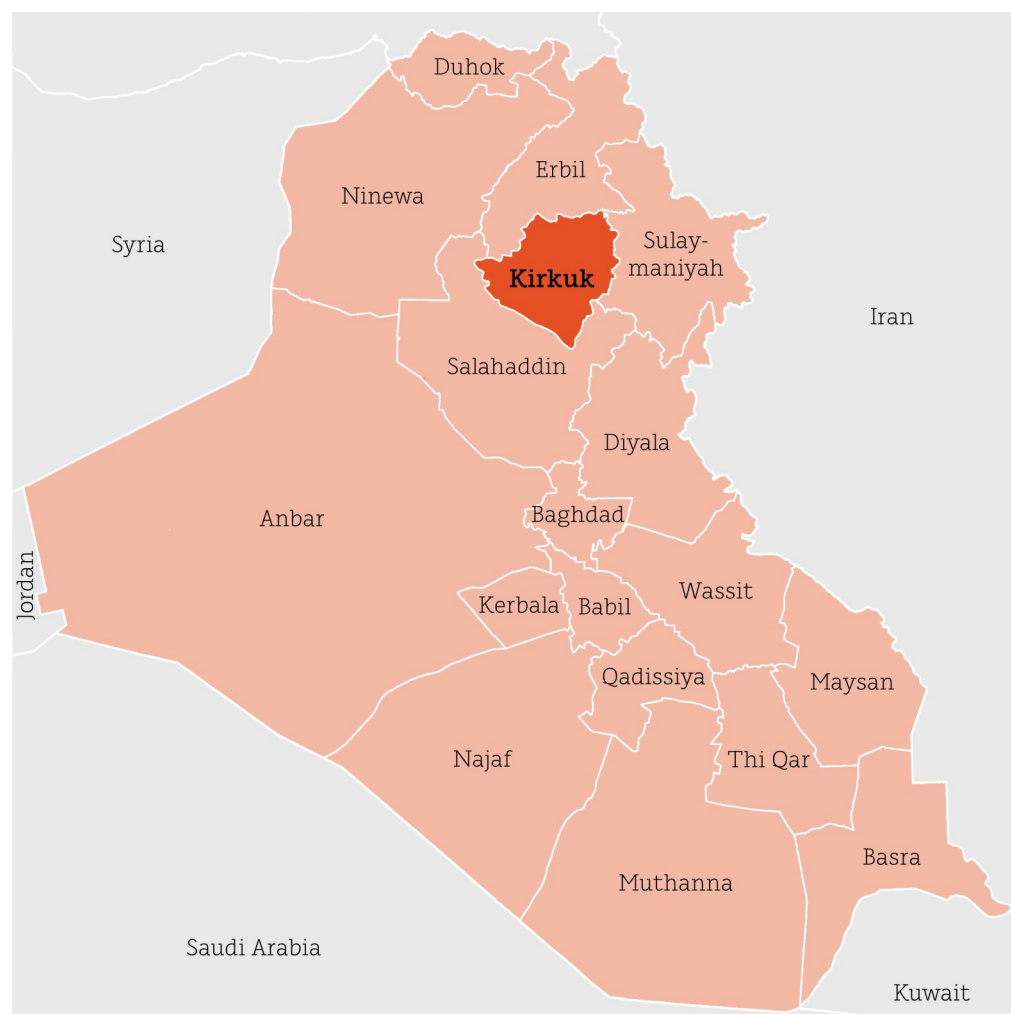 Duhok
Erbil
Ninewa
Syria
Sulay-
maniyah
Kirkuk
Iran
Salahaddin
Diyala
Anbar
Baghdad
Jordan
Wassit
Kerbala
Babil
Qadissiya
Maysan
Najaf
Thi Qar
Basra
Muthanna
Saudi Arabia
Kuwait